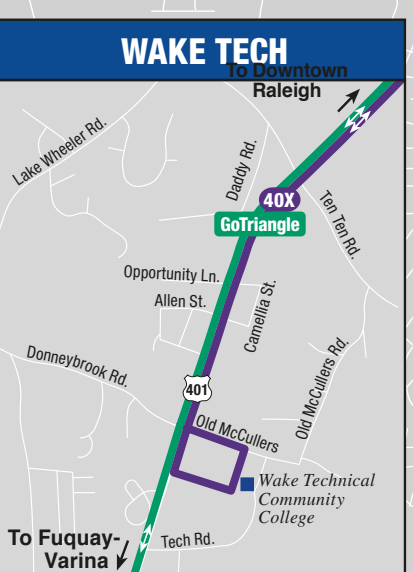 WAKE TECH
To Downtown
Raleigh
Lake Wheeler Rd.
Daddy Rd.
40X
GoTriangle
Ten Ten Rd.
Opportunity Ln.
Allen St.
Camellia St.
Donneybrook Rd.
401
Old McCullers Rd.
Old McCullers
Wake Technical
Community
College
To Fuquay-
Varina
Tech Rd.